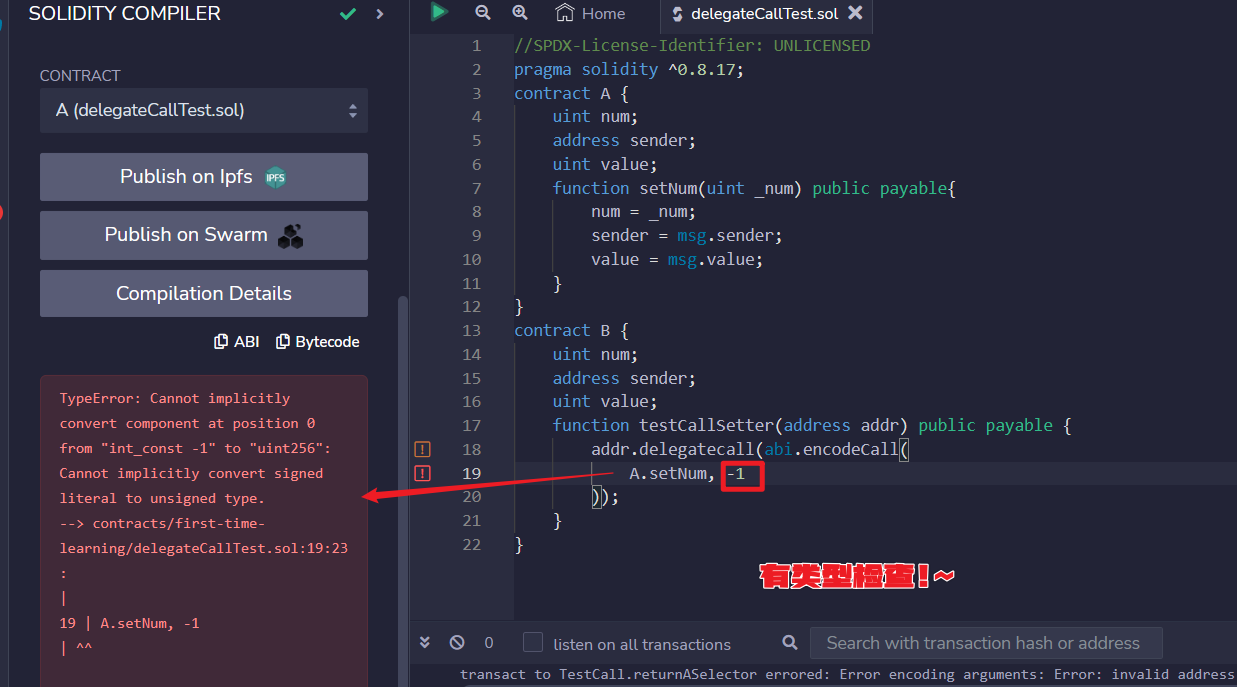 SOLIDITY COMPILER
CONTRACT
A (delegateCallTest.sol)
Publish on Ipfs
IPFS
Publish on Swarm
Compilation Details
ABI
Bytecode
TypeError: Cannot implicitly
convert component at position 0
from "int_const -1" to "uint256":
Cannot implicitly convert signed
literal to unsigned type.
--> contracts/first-time-
learning/delegateCallTest.sol:19:23
:
|
19 | A.setNum, -1
| ^^
Home
delegateCallTest.sol
1 //SPDX-License-Identifier: UNLICENSED
2 pragma solidity ^0.8.17;
3 contract A {
4 uint num;
5 address sender;
6 uint value;
7 function setNum(uint _num) public payable{
8 num = _num;
9 sender = msg.sender;
10 value = msg.value;
11 }
12 }
13 contract B {
14 uint num;
15 address sender;
16 uint value;
17 function testCallSetter(address addr) public payable {
18 addr.delegatecall(abi.encodeCall(
19 A.setNum, -1
20 ));
21 }
22 }
有类型检查!~
0
listen on all transactions
Search with transaction hash or address
transact to TestCall.returnASelector errored: Error encoding arguments: Error: invalid address